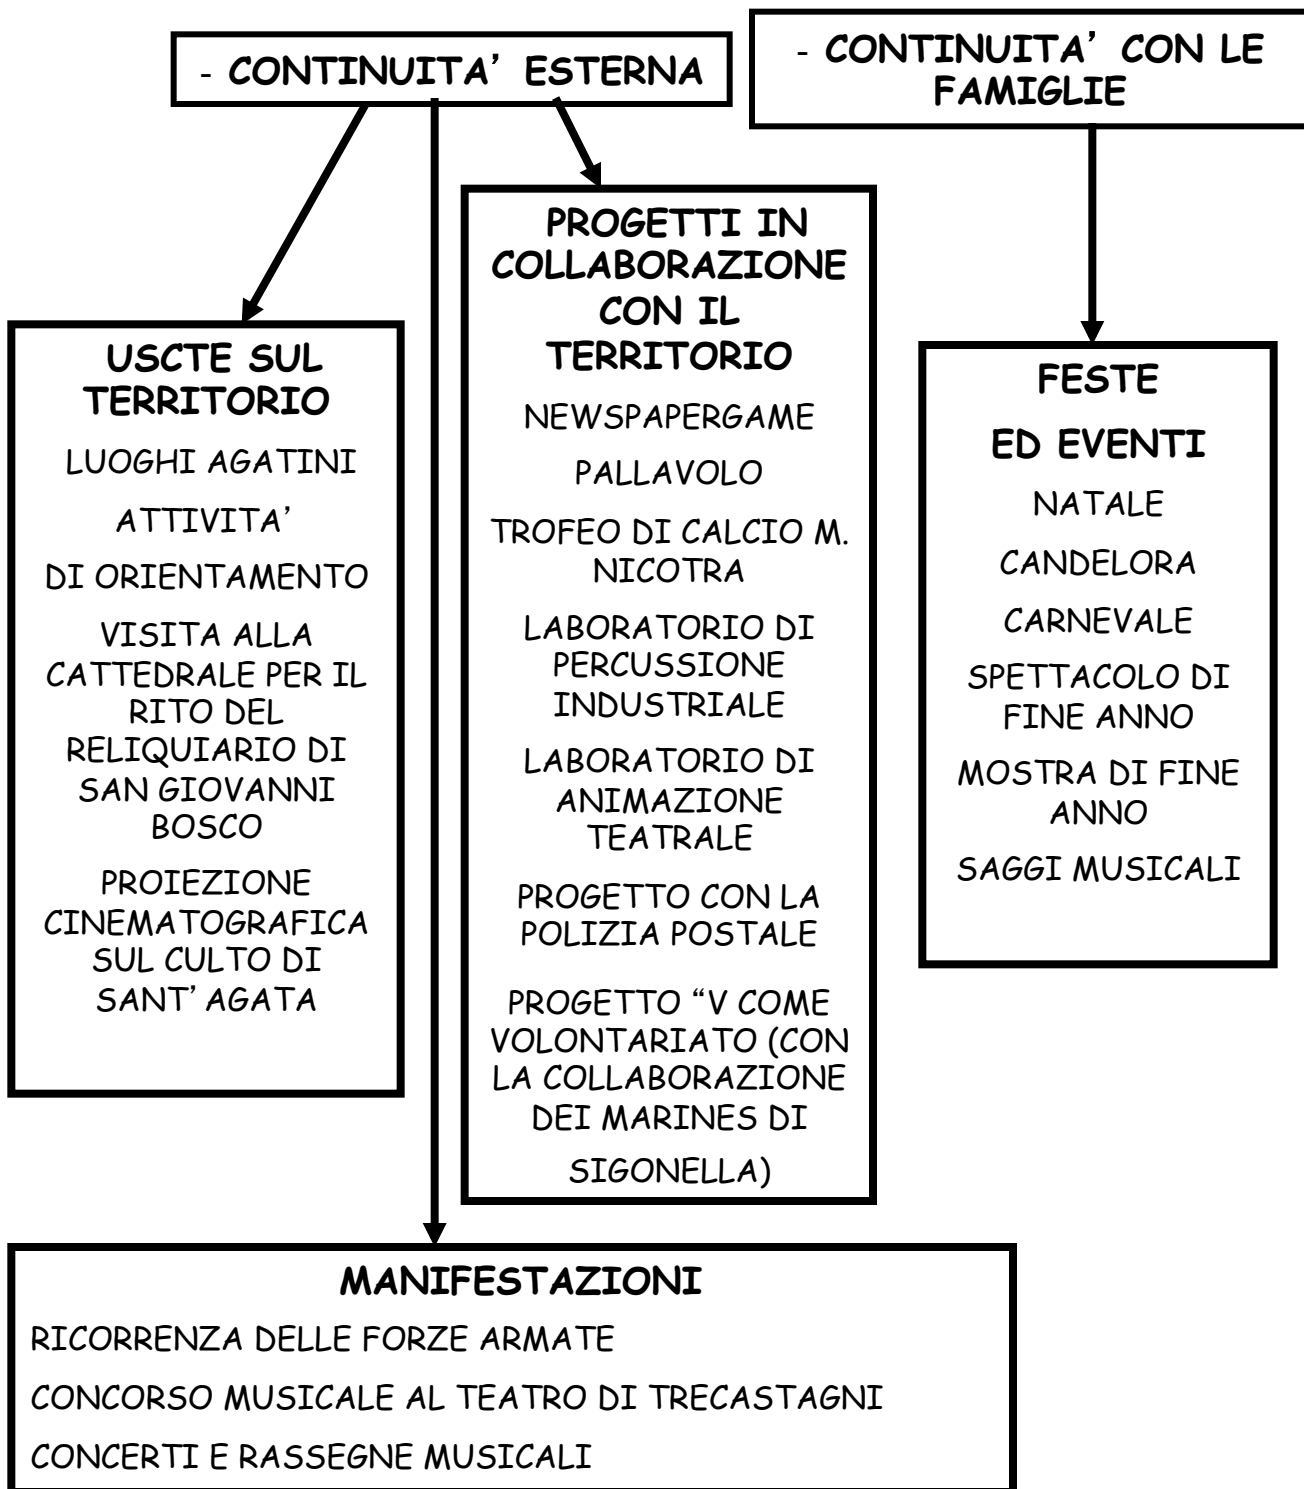 - CONTINUITA’ ESTERNA
- CONTINUITA’ CON LE
FAMIGLIE
USCTE SUL
TERRITORIO
LUOGHI AGATINI
ATTIVITA’
DI ORIENTAMENTO
VISITA ALLA
CATTEDRALE PER IL
RITO DEL
RELIQUIARIO DI
SAN GIOVANNI
BOSCO
PROIEZIONE
CINEMATOGRAFICA
SUL CULTO DI
SANT’ AGATA
PROGETTI IN
COLLABORAZIONE
CON IL
TERRITORIO
NEWSPAPERGAME
PALLAVOLO
TROFEO DI CALCIO M.
NICOTRA
LABORATORIO DI
PERCUSSIONE
INDUSTRIALE
LABORATORIO DI
ANIMAZIONE
TEATRALE
PROGETTO CON LA
POLIZIA POSTALE
PROGETTO “V COME
VOLONTARIATO (CON
LA COLLABORAZIONE
DEI MARINES DI
SIGONELLA)
FESTE
ED EVENTI
NATALE
CANDELORA
CARNEVALE
SPETTACOLO DI
FINE ANNO
MOSTRA DI FINE
ANNO
SAGGI MUSICALI
MANIFESTAZIONI
RICORRENZA DELLE FORZE ARMATE
CONCORSO MUSICALE AL TEATRO DI TRECASTAGNI
CONCERTI E RASSEGNE MUSICALI